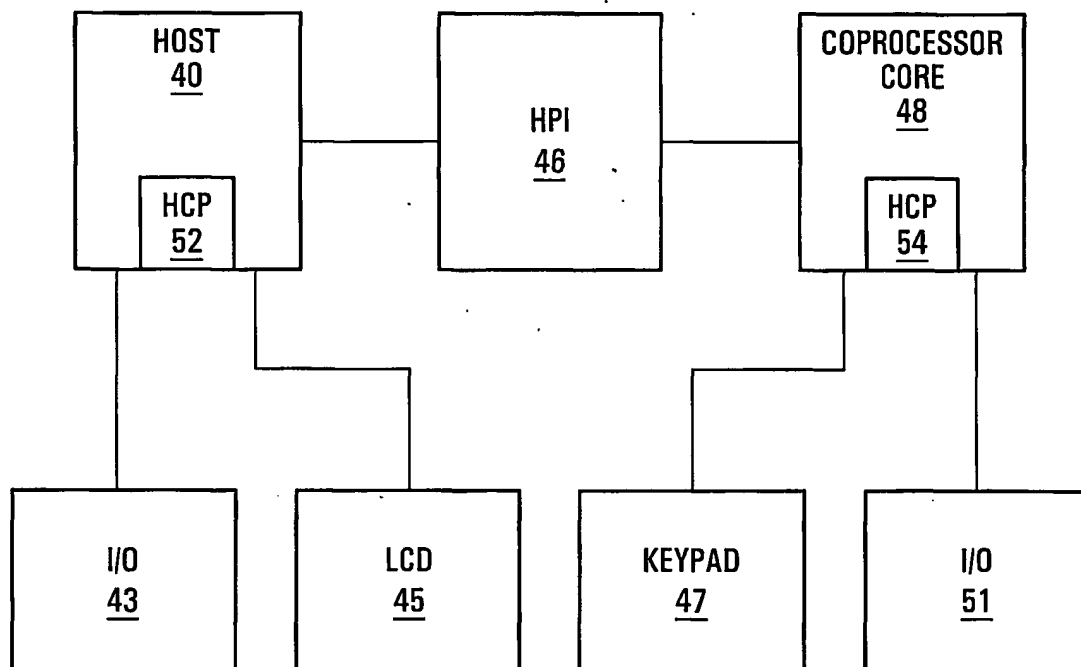 HOST
40
HCP
52
HPI
46
COPROCESSOR
CORE
48
HCP
54
I/O
43
LCD
45
KEYPAD
47
I/O
51